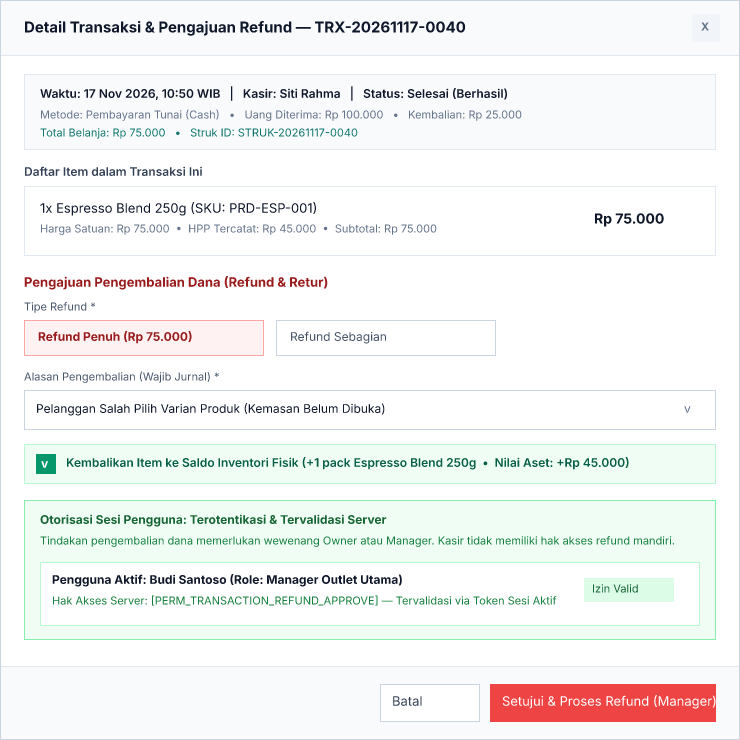 Detail Transaksi & Pengajuan Refund — TRX-20261117-0040
X
Waktu: 17 Nov 2026, 10:50 WIB | Kasir: Siti Rahma | Status: Selesai (Berhasil)
Metode: Pembayaran Tunai (Cash) • Uang Diterima: Rp 100.000 • Kembalian: Rp 25.000
Total Belanja: Rp 75.000 • Struk ID: STRUK-20261117-0040
Daftar Item dalam Transaksi Ini
1x Espresso Blend 250g (SKU: PRD-ESP-001)
Rp 75.000
Harga Satuan: Rp 75.000 • HPP Tercatat: Rp 45.000 • Subtotal: Rp 75.000
Pengajuan Pengembalian Dana (Refund & Retur)
Tipe Refund *
Refund Penuh (Rp 75.000)
Refund Sebagian
Alasan Pengembalian (Wajib Jurnal) *
Pelanggan Salah Pilih Varian Produk (Kemasan Belum Dibuka)
v
v
Kembalikan Item ke Saldo Inventori Fisik (+1 pack Espresso Blend 250g • Nilai Aset: +Rp 45.000)
Otorisasi Sesi Pengguna: Terotentikasi & Tervalidasi Server
Tindakan pengembalian dana memerlukan wewenang Owner atau Manager. Kasir tidak memiliki hak akses refund mandiri.
Pengguna Aktif: Budi Santoso (Role: Manager Outlet Utama)
Izin Valid
Hak Akses Server: [PERM_TRANSACTION_REFUND_APPROVE] — Tervalidasi via Token Sesi Aktif
Batal
Setujui & Proses Refund (Manager)